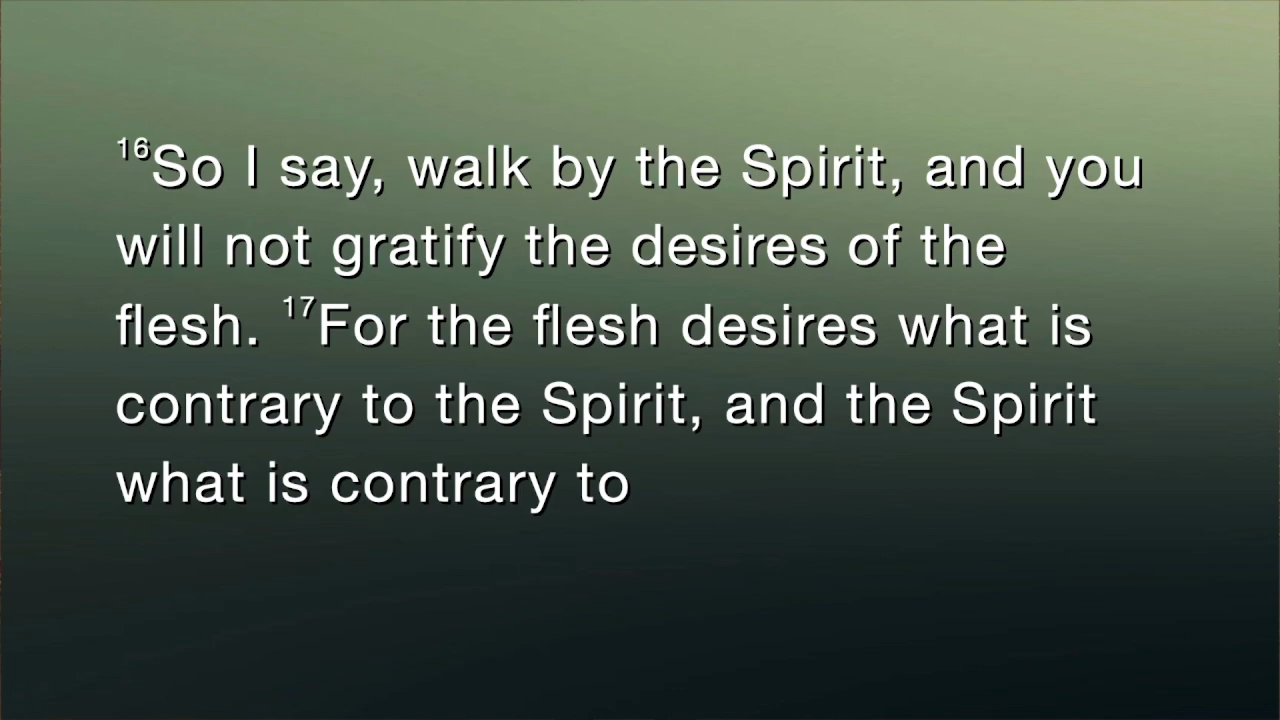 16So I say, walk by the Spirit, and you
will not gratify the desires of the
flesh. 17For the flesh desires what is
contrary to the Spirit, and the Spirit
what is contrary to